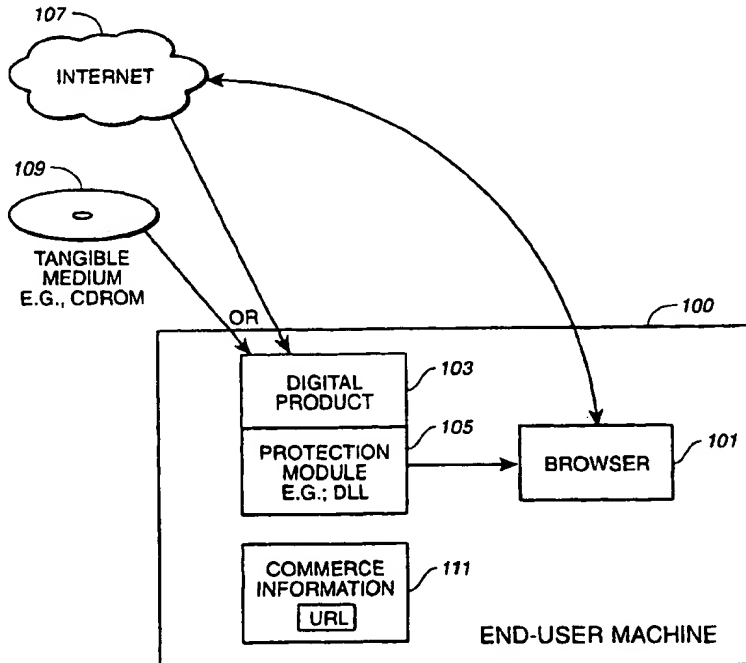 107
INTERNET
109
TANGIBLE
MEDIUM
E.G., CDROM
OR
100
DIGITAL
PRODUCT
103
PROTECTION
MODULE
E.G.; DLL
105
BROWSER
101
COMMERCE
INFORMATION
URL
111
END-USER MACHINE